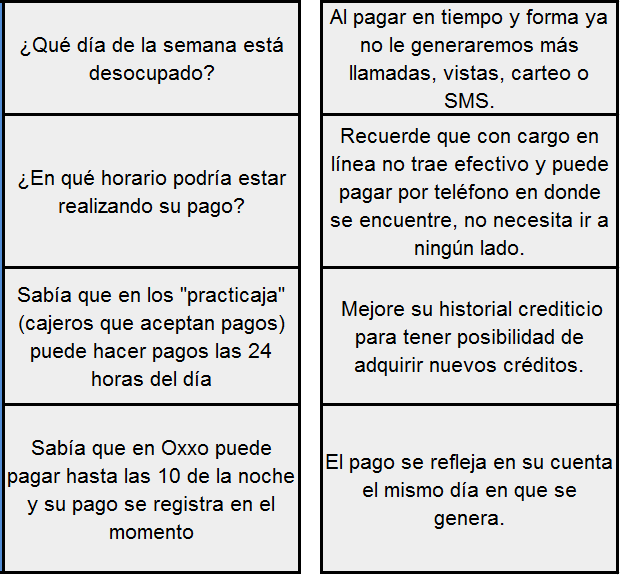 ¿Qué día de la semana está
desocupado?
¿En qué horario podría estar
realizando su pago?
Sabía que en los "practicaja"
(cajeros que aceptan pagos)
puede hacer pagos las 24
horas del día
Sabía que en Oxxo puede
pagar hasta las 10 de la noche
y su pago se registra en el
momento
Al pagar en tiempo y forma ya
no le generaremos más
llamadas, vistas, carteo o
SMS.
Recuerde que con cargo en
línea no trae efectivo y puede
pagar por teléfono en donde
se encuentre, no necesita ir a
ningún lado.
Mejore su historial crediticio
para tener posibilidad de
adquirir nuevos créditos.
El pago se refleja en su cuenta
el mismo día en que se
genera.